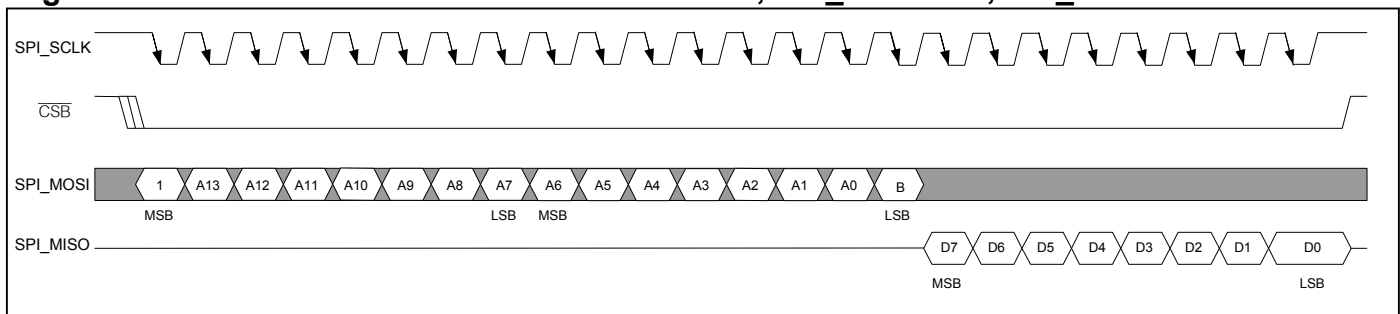 SPI_SCLK
CSB
SPI_MOSI 1 A13 A12 A11 A10 A9 A8 A7 A6 A5 A4 A3 A2 A1 A0 B
MSB LSB MSB LSB
SPI_MISO D7 D6 D5 D4 D3 D2 D1 D0
MSB LSB